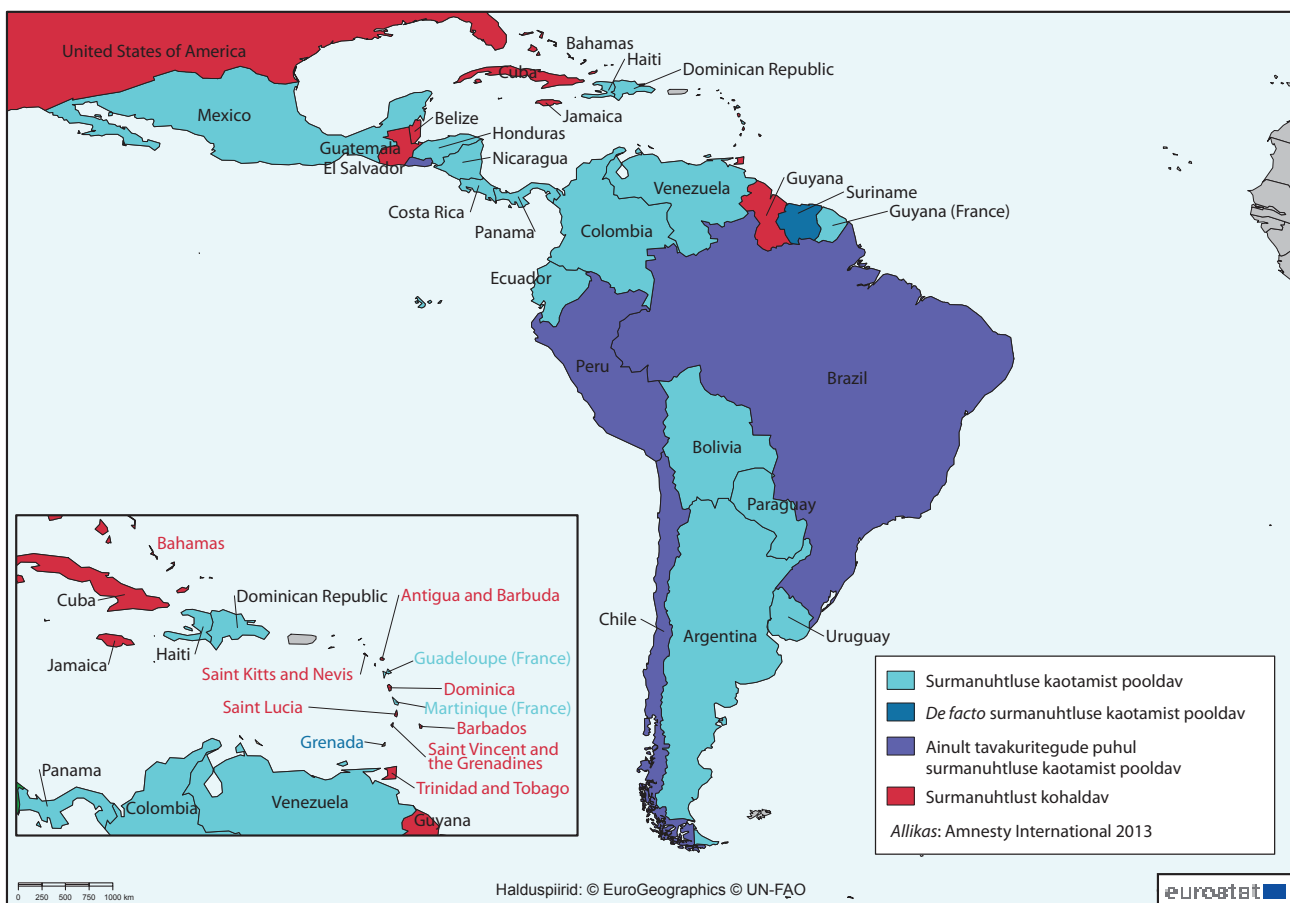 United States of America
Bahamas
Haiti
Cuba
Dominican Republic
Mexico
Jamaica
Belize
Honduras
Guatemala
Nicaragua
El Salvador
Costa Rica
Panama
Venezuela
Guyana
Suriname
Guyana (France)
Colombia
Ecuador
Peru
Brazil
Bolivia
Paraguay
Chile
Argentina
Uruguay
Bahamas
Cuba
Dominican Republic
Antigua and Barbuda
Jamaica
Haiti
Guadeloupe (France)
Saint Kitts and Nevis
Dominica
Saint Lucia
Martinique (France)
Barbados
Grenada
Saint Vincent and
the Grenadines
Panama
Trinidad and Tobago
Colombia
Venezuela
Guyana
Surmanuhtluse kaotamist pooldav
De facto surmanuhtluse kaotamist pooldav
Ainult tavakuritegude puhul
surmanuhtluse kaotamist pooldav
Surmanuhtlust kohaldav
Allikas: Amnesty International 2013
0 250 500 750 1000 km
Halduspiirid: © EuroGeographics © UN-FAO
eurostat